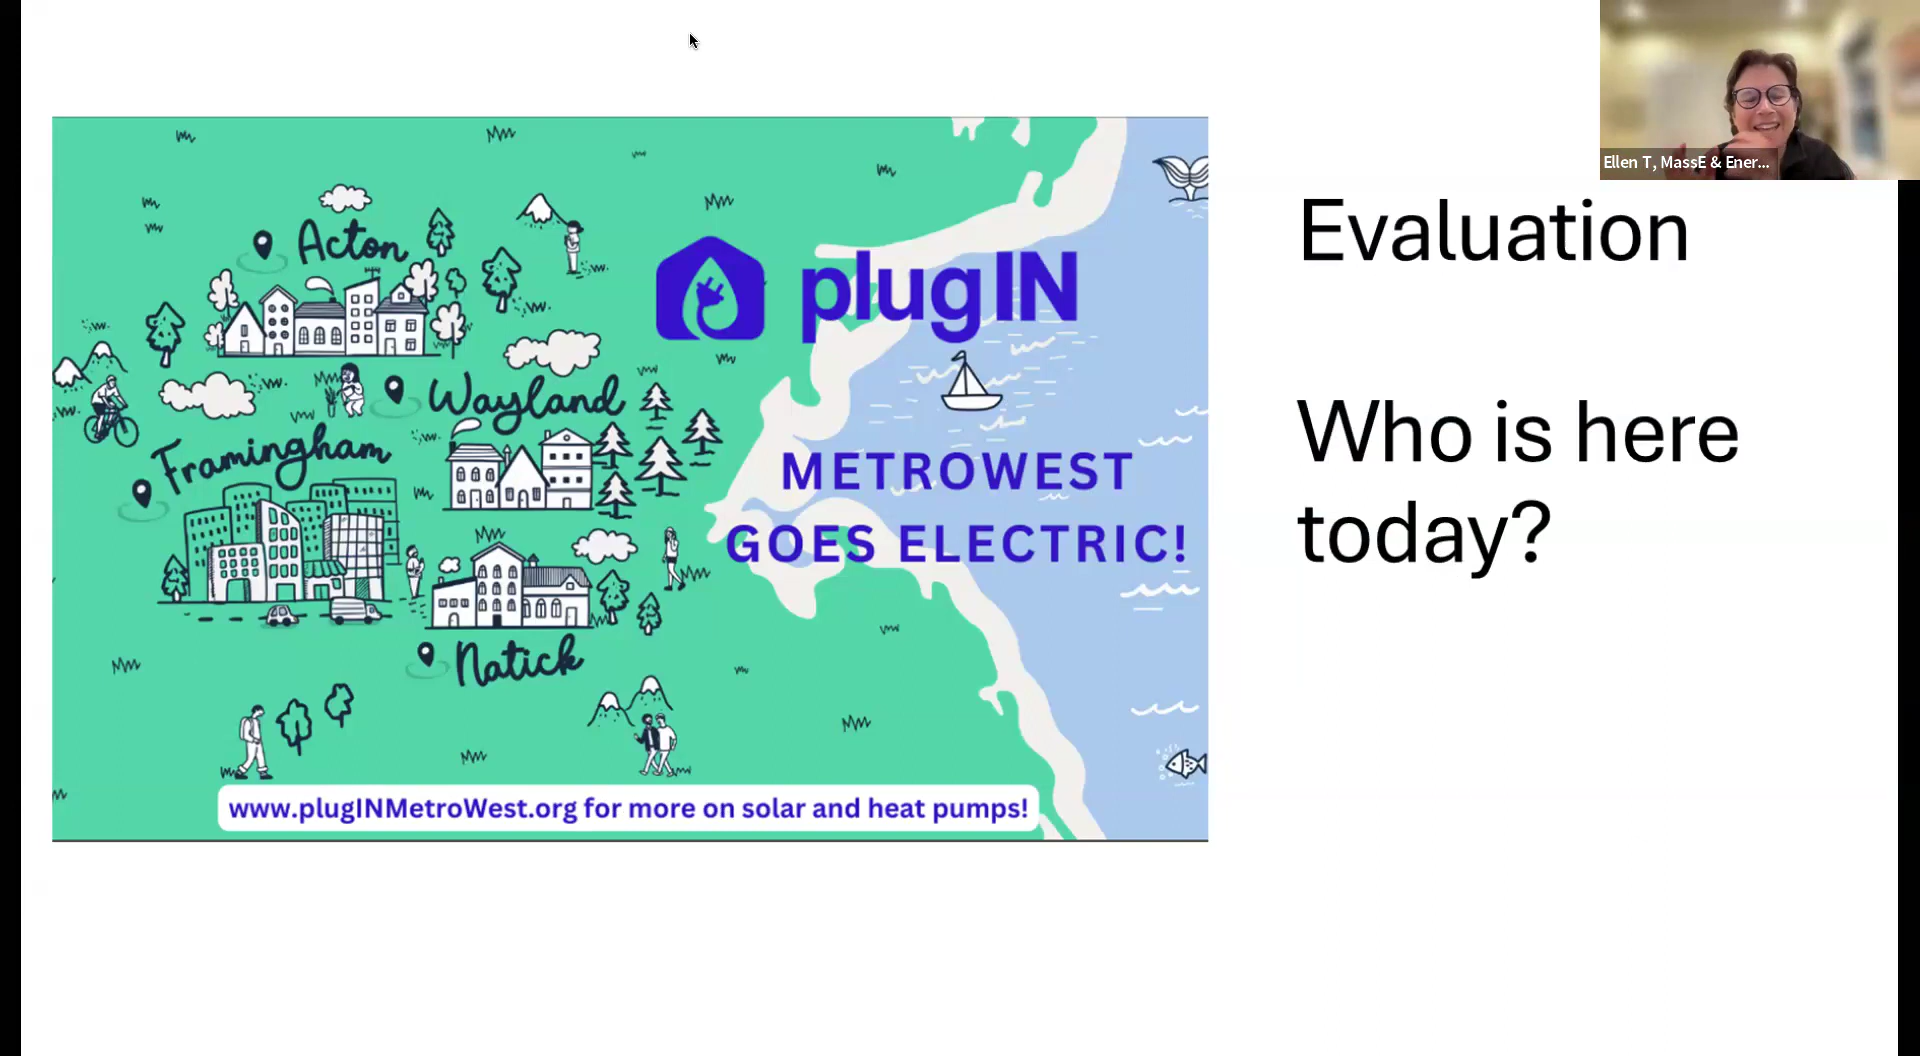 Ellen T, MassE & Ener...
Evaluation
Who is here
today?
Acton
plugIN
Wayland
Framingham
METROWEST
GOES ELECTRIC!
Natick
www.plugINMetroWest.org for more on solar and heat pumps!